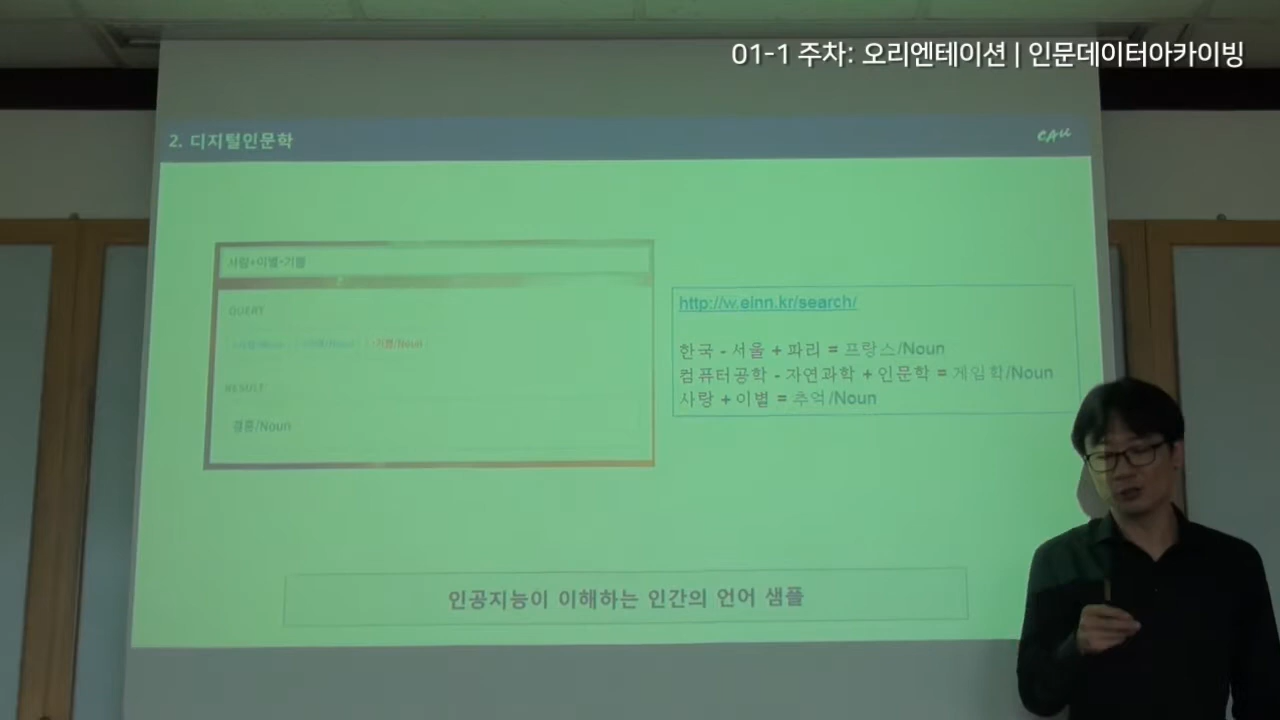 01-1 주차: 오리엔테이션 | 인문데이터아카이빙
2. 디지털인문학
CAU
사랑+이별-기쁨
QUERY
-기쁨/Noun
RESULT
결혼/Noun
http://w.elnn.kr/search/
한국 - 서울 + 파리 = 프랑스/Noun
컴퓨터공학 - 자연과학 + 인문학 = 게임학/Noun
사랑 + 이별 = 추억/Noun
인공지능이 이해하는 인간의 언어 샘플